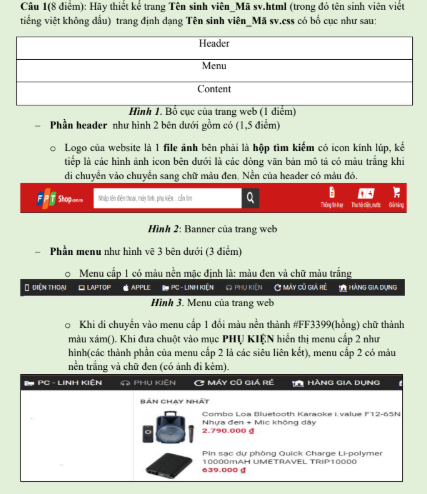 Câu 1(8 điểm): Hãy thiết kế trang Tên sinh viên_Mã sv.html (trong đó tên sinh viên viết
tiếng việt không dấu) trang định dạng Tên sinh viên_Mã sv.css có bố cục như sau:
Header
Menu
Content
Hình 1. Bố cục của trang web (1 điểm)
– Phần header như hình 2 bên dưới gồm có (1,5 điểm)
o Logo của website là 1 file ảnh bên phải là hộp tìm kiếm có icon kính lúp, kế
tiếp là các hình ảnh icon bên dưới là các dòng văn bản mô tả có màu trắng khi
di chuyển vào chuyển sang chữ màu đen. Nền của header có màu đỏ.
FPT Shop.com.vn Nhập tên điện thoại, máy tính, phụ kiện... cần tìm Thông tin hay Thu hộ điện, nước Giỏ hàng
Hình 2: Banner của trang web
– Phần menu như hình vẽ 3 bên dưới (3 điểm)
o Menu cấp 1 có màu nền mặc định là: màu đen và chữ màu trắng
ĐIỆN THOẠI LAPTOP APPLE PC - LINH KIỆN PHỤ KIỆN MÁY CŨ GIÁ RẺ HÀNG GIA DỤNG
Hình 3. Menu của trang web
o Khi di chuyển vào menu cấp 1 đổi màu nền thành #FF3399(hồng) chữ thành
màu xám(). Khi đưa chuột vào mục PHỤ KIỆN hiển thị menu cấp 2 như
hình(các thành phần của menu cấp 2 là các siêu liên kết), menu cấp 2 có màu
nền trắng và chữ đen (có ảnh đi kèm).
PC - LINH KIỆN PHỤ KIỆN MÁY CŨ GIÁ RẺ HÀNG GIA DỤNG
BÁN CHẠY NHẤT
Combo Loa Bluetooth Karaoke i.value F12-65N
Nhựa đen + Mic không dây
2.790.000 đ
Pin sạc dự phòng Quick Charge Li-polymer
10000mAH UMETRAVEL TRIP10000
639.000 đ